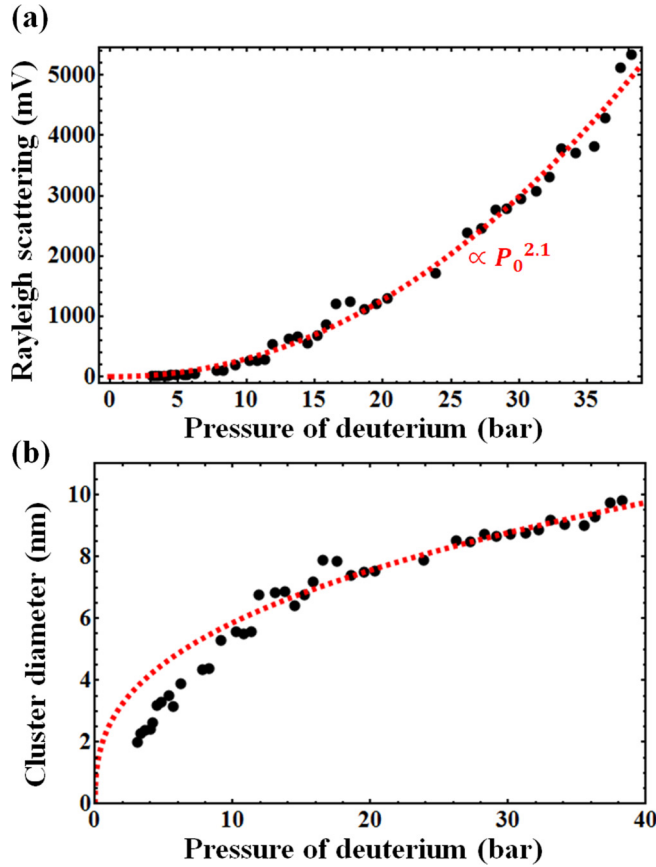 (a)
5000
4000
3000
2000
1000
0
Rayleigh scattering (mV)
∝ P₀^2.1
0 5 10 15 20 25 30 35
Pressure of deuterium (bar)
(b)
10
8
6
4
2
0
Cluster diameter (nm)
0 10 20 30 40
Pressure of deuterium (bar)